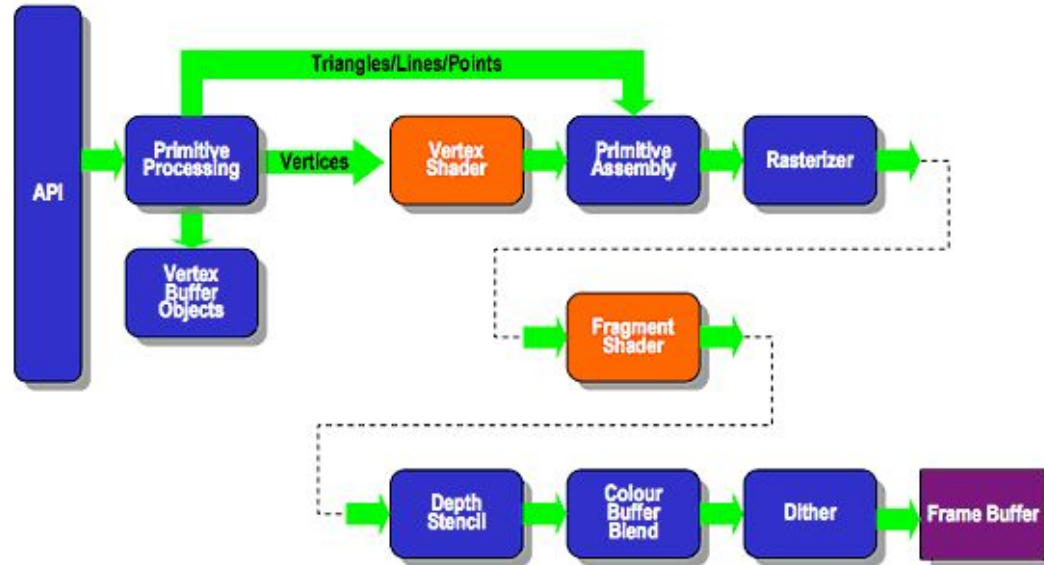 Triangles/Lines/Points
API
Primitive
Processing
Vertices
Vertex
Shader
Primitive
Assembly
Rasterizer
Vertex
Buffer
Objects
Fragment
Shader
Depth
Stencil
Colour
Buffer
Blend
Dither
Frame Buffer